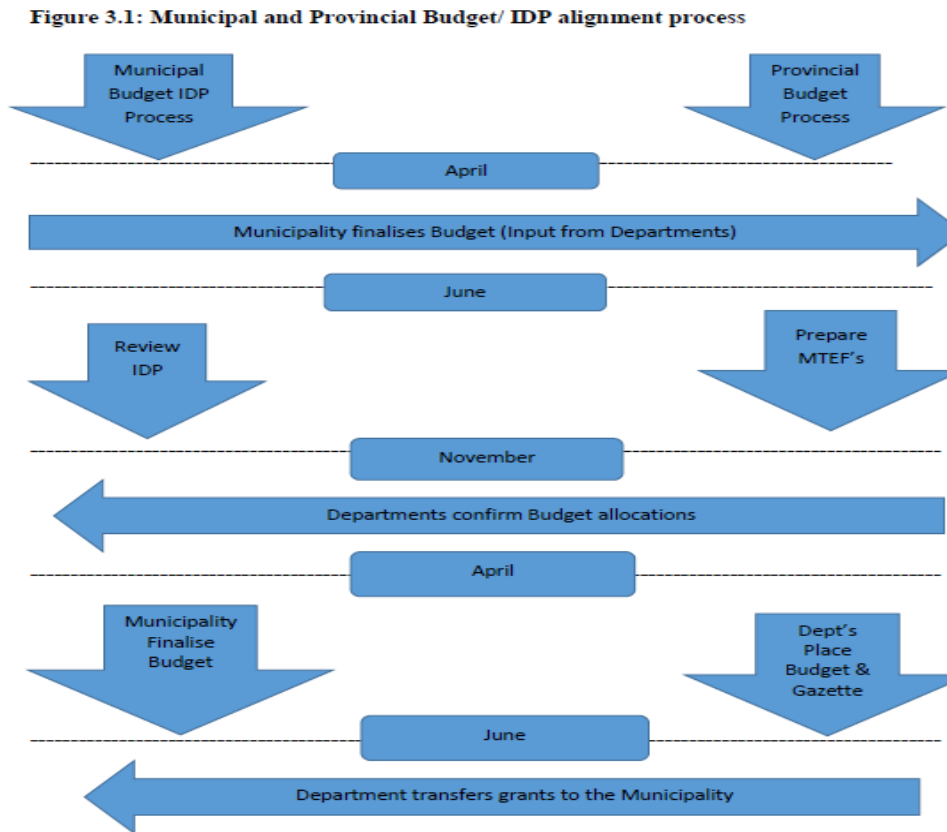 Figure 3.1: Municipal and Provincial Budget/ IDP alignment process
Municipal
Budget IDP
Process
Provincial
Budget
Process
April
Municipality finalises Budget (Input from Departments)
June
Review
IDP
Prepare
MTEF's
November
Departments confirm Budget allocations
April
Municipality
Finalise
Budget
Dept's
Place
Budget &
Gazette
June
Department transfers grants to the Municipality